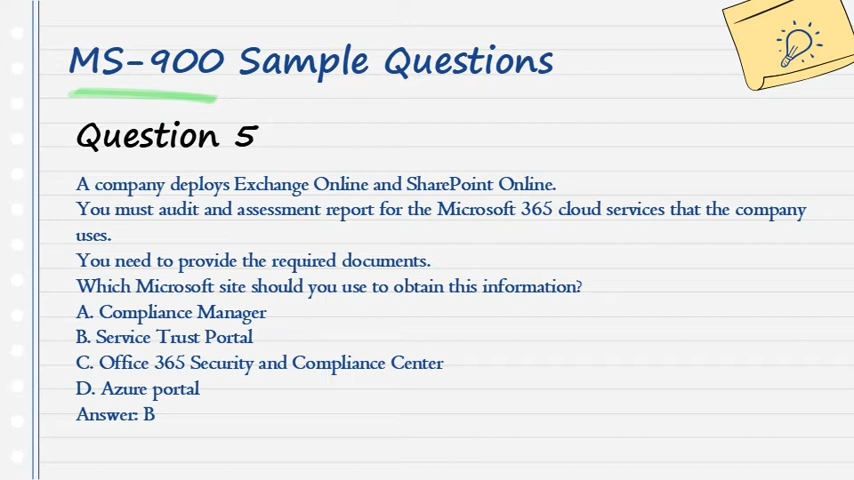 MS-900 Sample Questions
Question 5
A company deploys Exchange Online and SharePoint Online.
You must audit and assessment report for the Microsoft 365 cloud services that the company
uses.
You need to provide the required documents.
Which Microsoft site should you use to obtain this information?
A. Compliance Manager
B. Service Trust Portal
C. Office 365 Security and Compliance Center
D. Azure portal
Answer: B